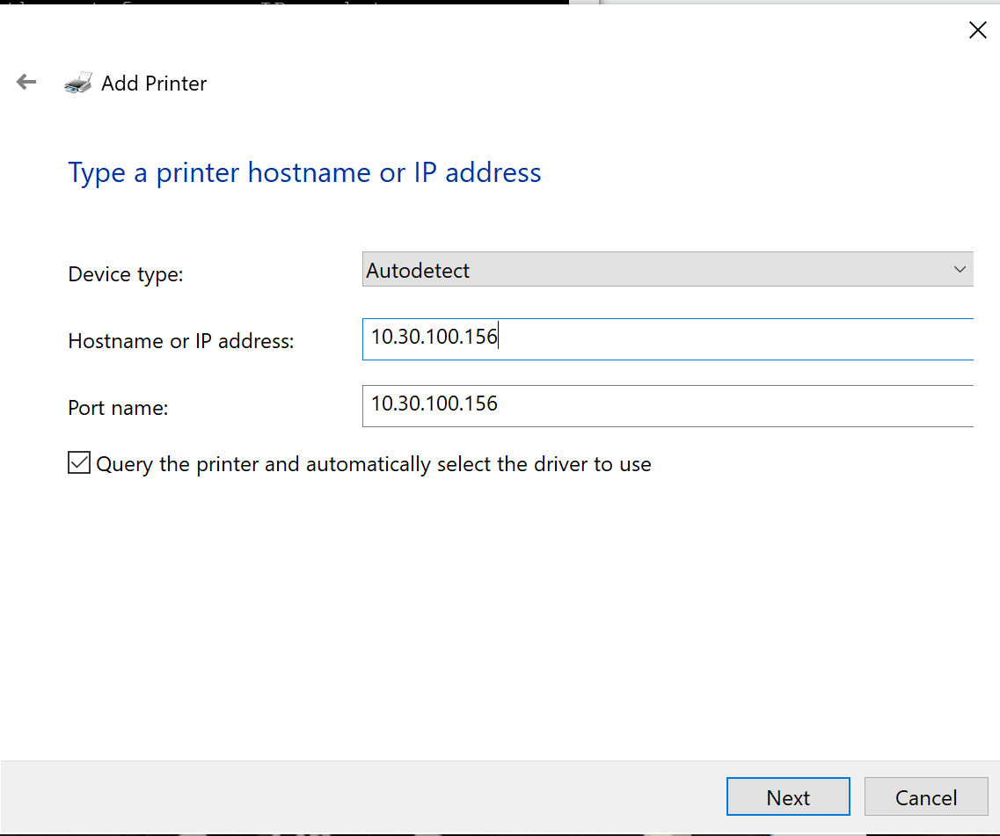 Add Printer
Type a printer hostname or IP address
Device type:
Autodetect
Hostname or IP address:
10.30.100.156
Port name:
10.30.100.156
Query the printer and automatically select the driver to use
Next
Cancel